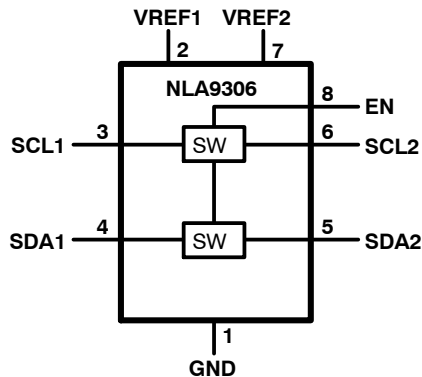 VREF1 VREF2
2 7
NLA9306
8 EN
SCL1 3 SW 6 SCL2
SDA1 4 SW 5 SDA2
1
GND